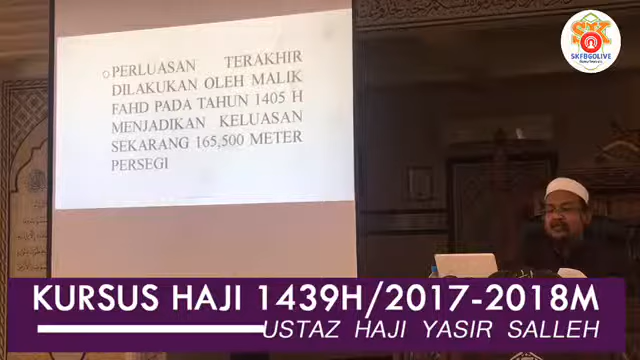 ○PERLUASAN TERAKHIR
DILAKUKAN OLEH MALIK
FAHD PADA TAHUN 1405 H
MENJADIKAN KELUASAN
SEKARANG 165,500 METER
PERSEGI
STK
SKFBGOLIVE
KURSUS HAJI 1439H/2017-2018M
USTAZ HAJI YASIR SALLEH